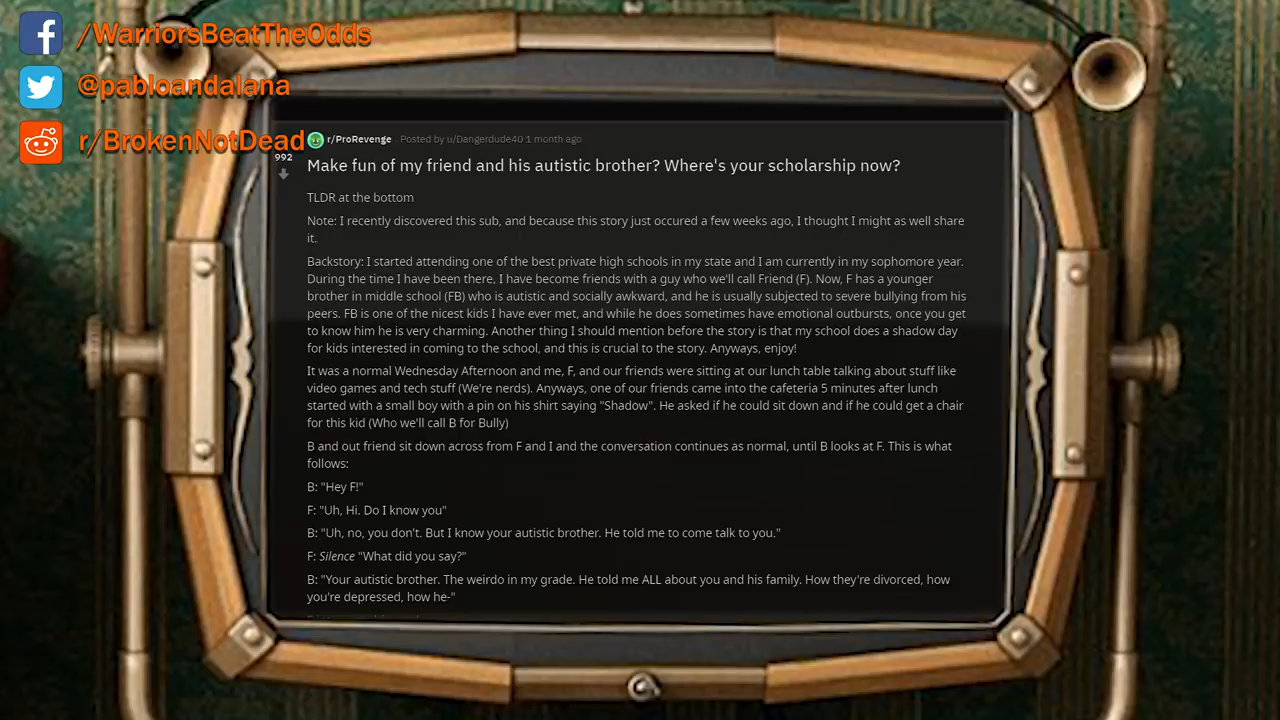 /WarriorsBeatTheOdds
@pabloandalana
r/BrokenNotDead
r/ProRevenge · Posted by u/Dangerdude40 1 month ago
992
Make fun of my friend and his autistic brother? Where's your scholarship now?
TLDR at the bottom
Note: I recently discovered this sub, and because this story just occured a few weeks ago, I thought I might as well share
it.
Backstory: I started attending one of the best private high schools in my state and I am currently in my sophomore year.
During the time I have been there, I have become friends with a guy who we'll call Friend (F). Now, F has a younger
brother in middle school (FB) who is autistic and socially awkward, and he is usually subjected to severe bullying from his
peers. FB is one of the nicest kids I have ever met, and while he does sometimes have emotional outbursts, once you get
to know him he is very charming. Another thing I should mention before the story is that my school does a shadow day
for kids interested in coming to the school, and this is crucial to the story. Anyways, enjoy!
It was a normal Wednesday Afternoon and me, F, and our friends were sitting at our lunch table talking about stuff like
video games and tech stuff (We're nerds). Anyways, one of our friends came into the cafeteria 5 minutes after lunch
started with a small boy with a pin on his shirt saying "Shadow". He asked if he could sit down and if he could get a chair
for this kid (Who we'll call B for Bully)
B and out friend sit down across from F and I and the conversation continues as normal, until B looks at F. This is what
follows:
B: "Hey F!"
F: "Uh, Hi. Do I know you"
B: "Uh, no, you don't. But I know your autistic brother. He told me to come talk to you."
F: Silence "What did you say?"
B: "Your autistic brother. The weirdo in my grade. He told me ALL about you and his family. How they're divorced, how
you're depressed, how he-"